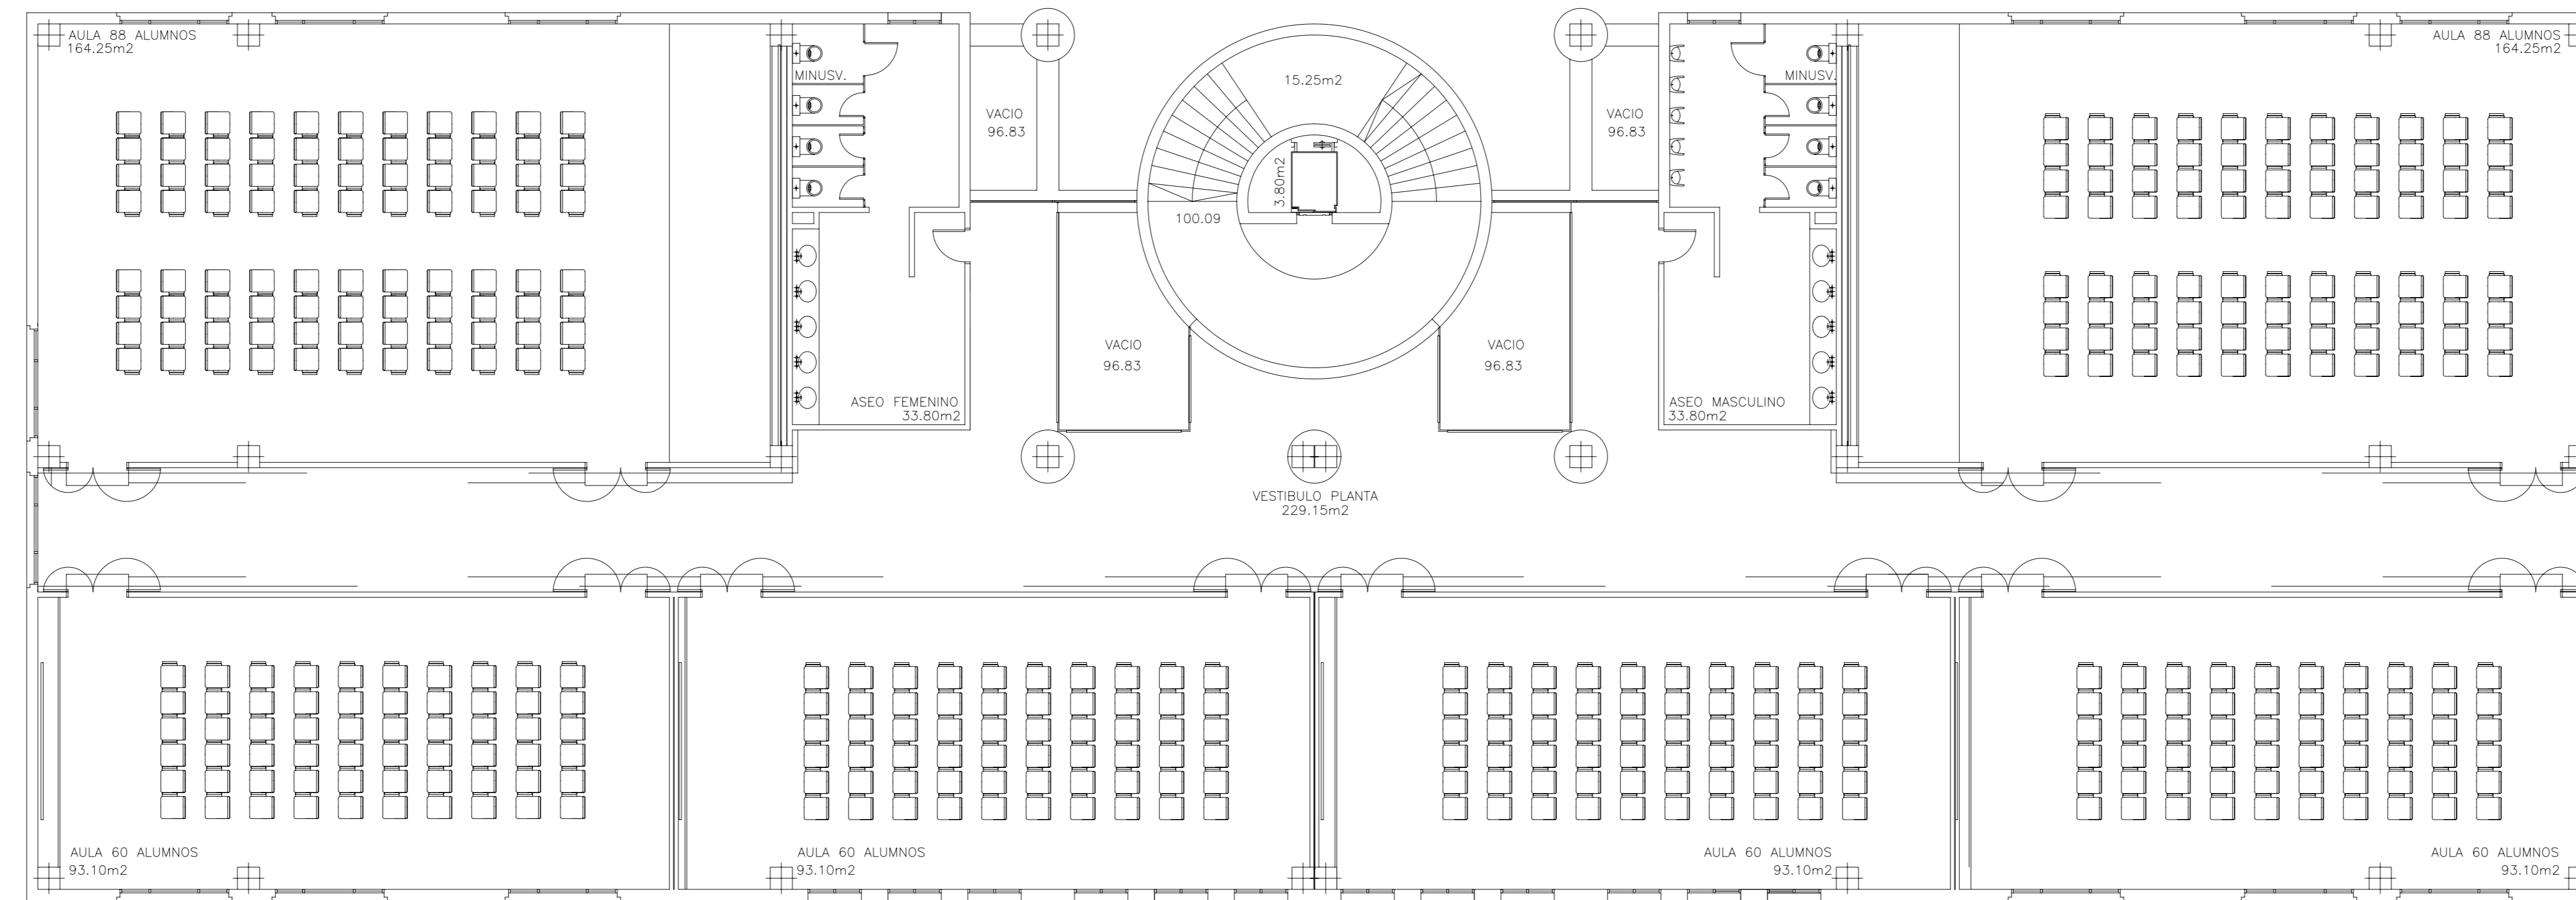 AULA 88 ALUMNOS
164.25m2
MINUSV.
VACIO
96.83
15.25m2
3.80m2
100.09
VACIO
96.83
MINUSV.
AULA 88 ALUMNOS
164.25m2
VACIO
96.83
VACIO
96.83
ASEO FEMENINO
33.80m2
ASEO MASCULINO
33.80m2
VESTIBULO PLANTA
229.15m2
AULA 60 ALUMNOS
93.10m2
AULA 60 ALUMNOS
93.10m2
AULA 60 ALUMNOS
93.10m2
AULA 60 ALUMNOS
93.10m2